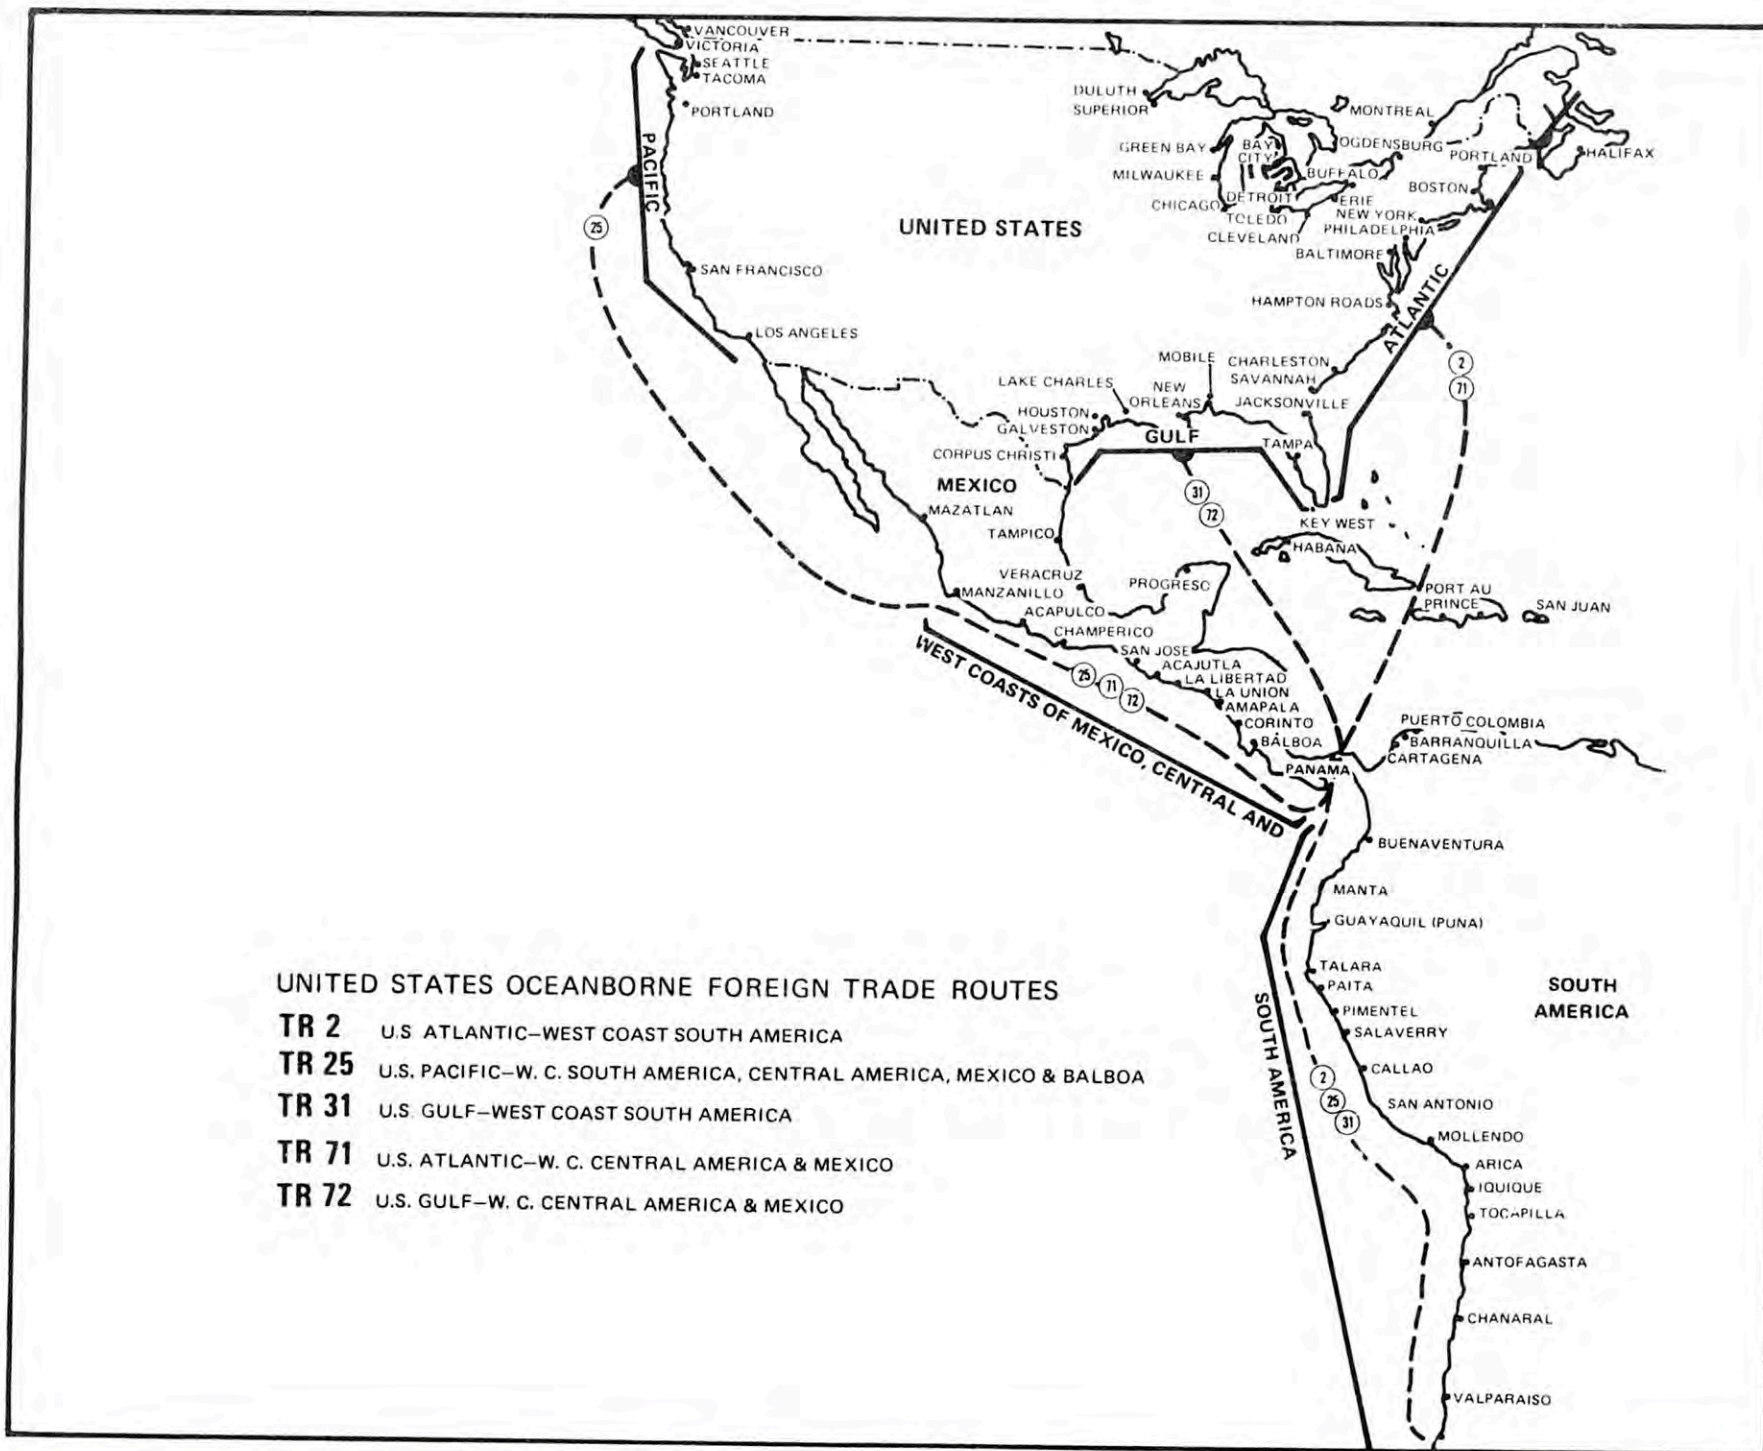 VANCOUVER
VICTORIA
SEATTLE
TACOMA
PORTLAND
PACIFIC
25
SAN FRANCISCO
LOS ANGELES
UNITED STATES
DULUTH
SUPERIOR
GREEN BAY
MILWAUKEE
CHICAGO
BAY
CITY
DETROIT
TOLEDO
CLEVELAND
MONTREAL
OGDENSBURG
BUFFALO
ERIE
PORTLAND
HALIFAX
BOSTON
NEW YORK
PHILADELPHIA
BALTIMORE
HAMPTON ROADS
ATLANTIC
2
71
MOBILE
CHARLESTON
SAVANNAH
JACKSONVILLE
LAKE CHARLES
NEW
ORLEANS
HOUSTON
GALVESTON
GULF
TAMPA
CORPUS CHRISTI
MEXICO
31
72
MAZATLAN
KEY WEST
TAMPICO
HABANA
VERACRUZ
PROGRESO
MANZANILLO
PORT AU
PRINCE
SAN JUAN
ACAPULCO
CHAMPERICO
SAN JOSE
ACAJUTLA
LA LIBERTAD
LA UNION
AMAPALA
CORINTO
BALBOA
PANAMA
25
71
72
WEST COASTS OF MEXICO, CENTRAL AND
PUERTO COLOMBIA
BARRANQUILLA
CARTAGENA
BUENAVENTURA
MANTA
GUAYAQUIL (PUNA)
TALARA
PAITA
PIMENTEL
SALAVERRY
CALLAO
SAN ANTONIO
MOLLENDO
ARICA
IQUIQUE
TOCAPILLA
ANTOFAGASTA
CHANARAL
VALPARAISO
SOUTH
AMERICA
SOUTH AMERICA
2
25
31
UNITED STATES OCEANBORNE FOREIGN TRADE ROUTES
TR 2 U.S ATLANTIC–WEST COAST SOUTH AMERICA
TR 25 U.S. PACIFIC–W. C. SOUTH AMERICA, CENTRAL AMERICA, MEXICO & BALBOA
TR 31 U.S. GULF–WEST COAST SOUTH AMERICA
TR 71 U.S. ATLANTIC–W. C. CENTRAL AMERICA & MEXICO
TR 72 U.S. GULF–W. C. CENTRAL AMERICA & MEXICO